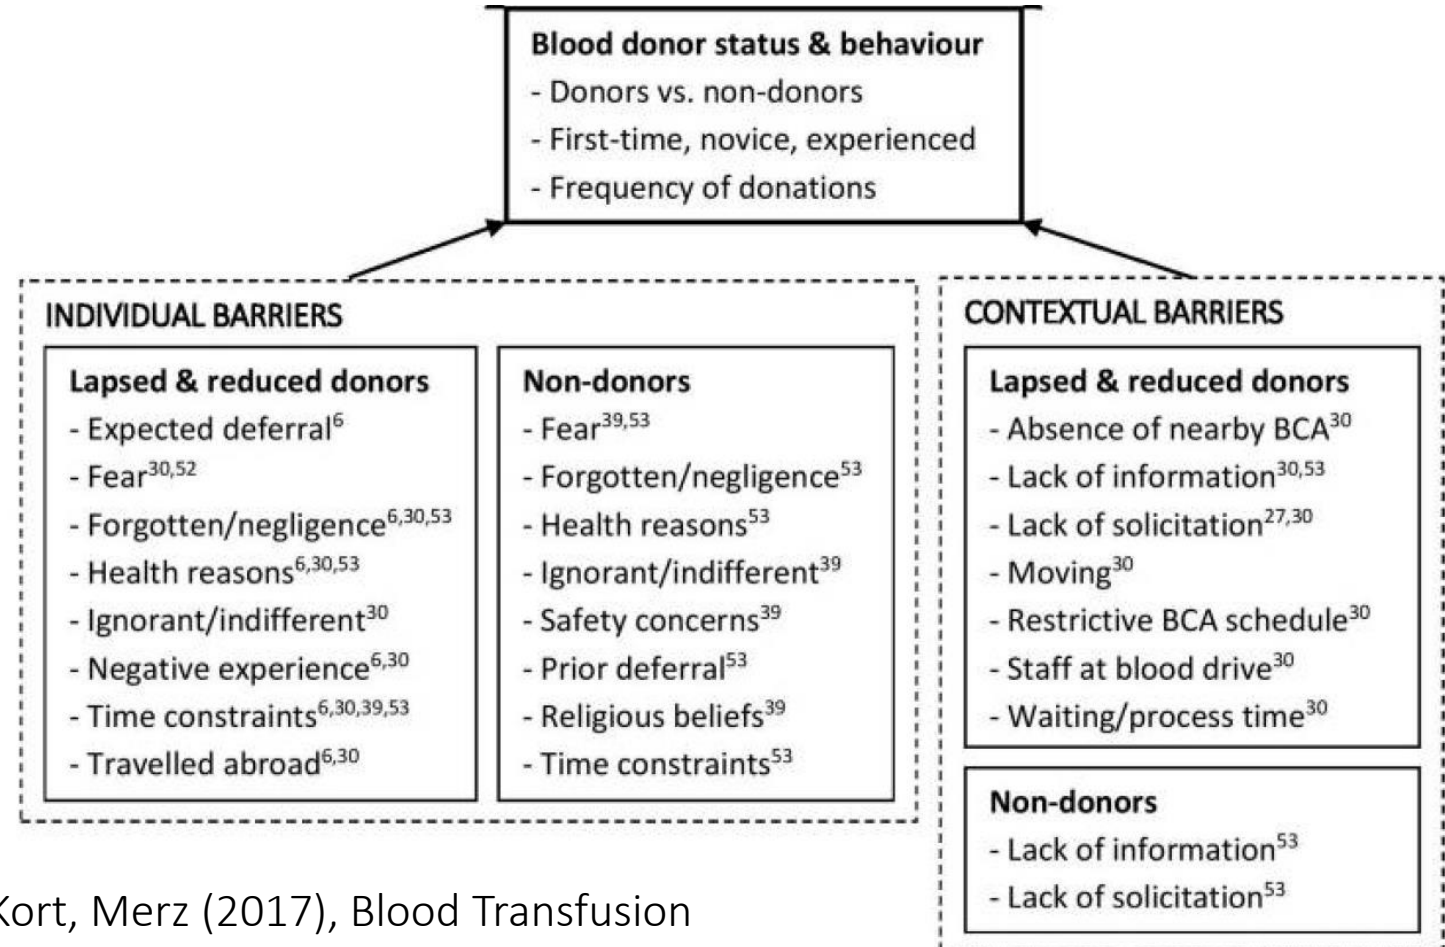 Blood donor status & behaviour
- Donors vs. non-donors
- First-time, novice, experienced
- Frequency of donations
INDIVIDUAL BARRIERS
Lapsed & reduced donors
- Expected deferral⁶
- Fear³⁰,⁵²
- Forgotten/negligence⁶,³⁰,⁵³
- Health reasons⁶,³⁰,⁵³
- Ignorant/indifferent³⁰
- Negative experience⁶,³⁰
- Time constraints⁶,³⁰,³⁹,⁵³
- Travelled abroad⁶,³⁰
Non-donors
- Fear³⁹,⁵³
- Forgotten/negligence⁵³
- Health reasons⁵³
- Ignorant/indifferent³⁹
- Safety concerns³⁹
- Prior deferral⁵³
- Religious beliefs³⁹
- Time constraints⁵³
CONTEXTUAL BARRIERS
Lapsed & reduced donors
- Absence of nearby BCA³⁰
- Lack of information³⁰,⁵³
- Lack of solicitation²⁷,³⁰
- Moving³⁰
- Restrictive BCA schedule³⁰
- Staff at blood drive³⁰
- Waiting/process time³⁰
Non-donors
- Lack of information⁵³
- Lack of solicitation⁵³
Kort, Merz (2017), Blood Transfusion